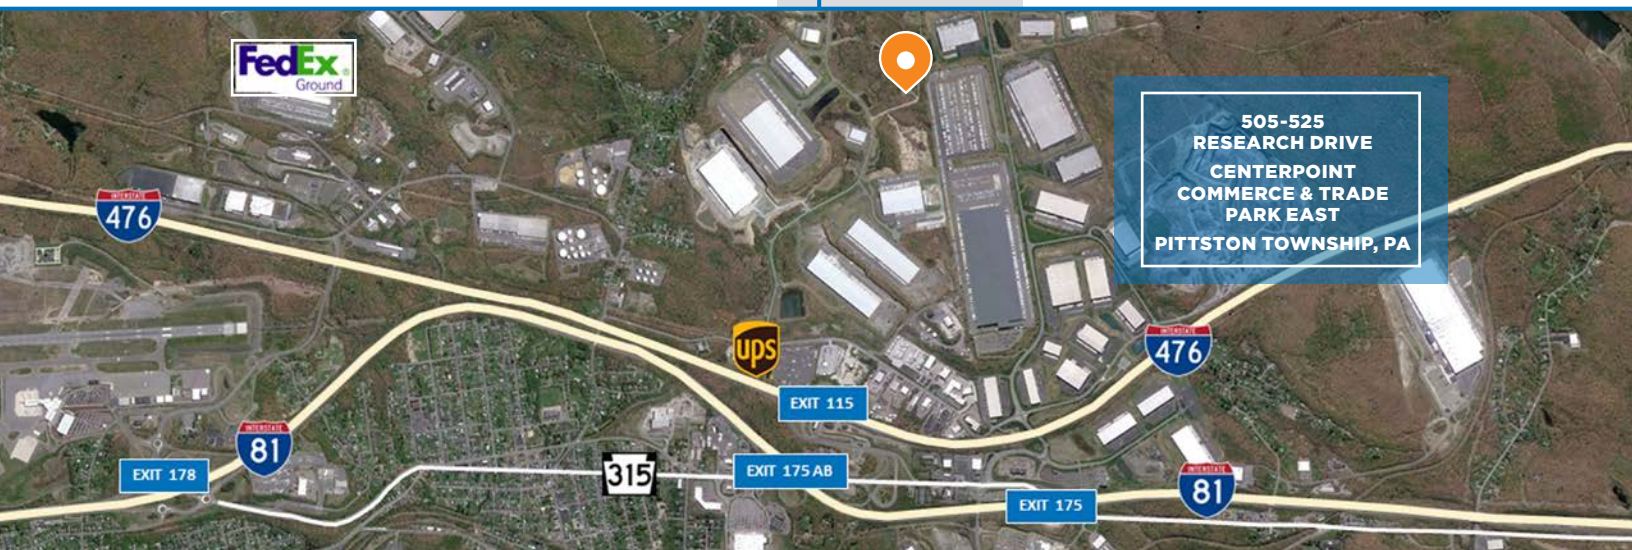 FedEx
Ground
505-525
RESEARCH DRIVE
CENTERPOINT
COMMERCE & TRADE
PARK EAST
PITTSTON TOWNSHIP, PA
INTERSTATE
476
ups
INTERSTATE
476
EXIT 115
INTERSTATE
81
EXIT 178
315
EXIT 175 AB
INTERSTATE
81
EXIT 175